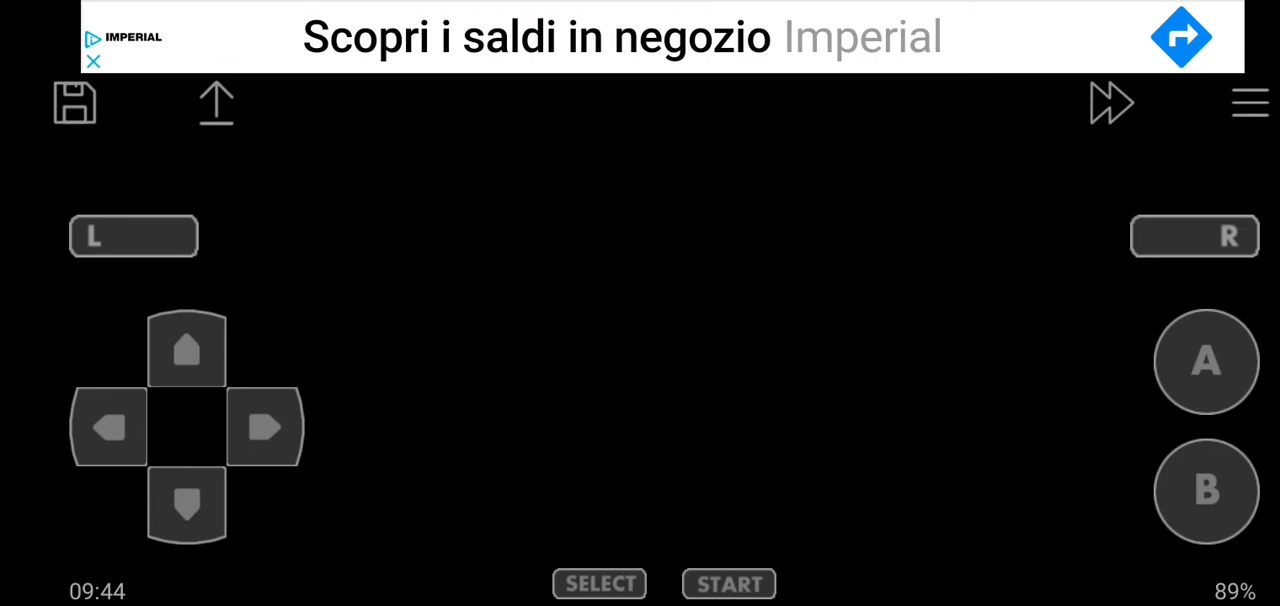 IMPERIAL
Scopri i saldi in negozio Imperial
L
R
A
B
SELECT
START
09:44
89%